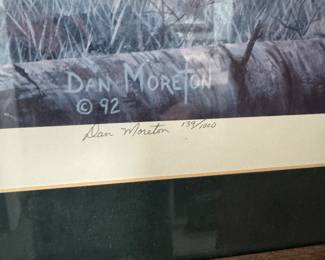 DAN MORETON
© 92 -
Dan Moreton 139/1000